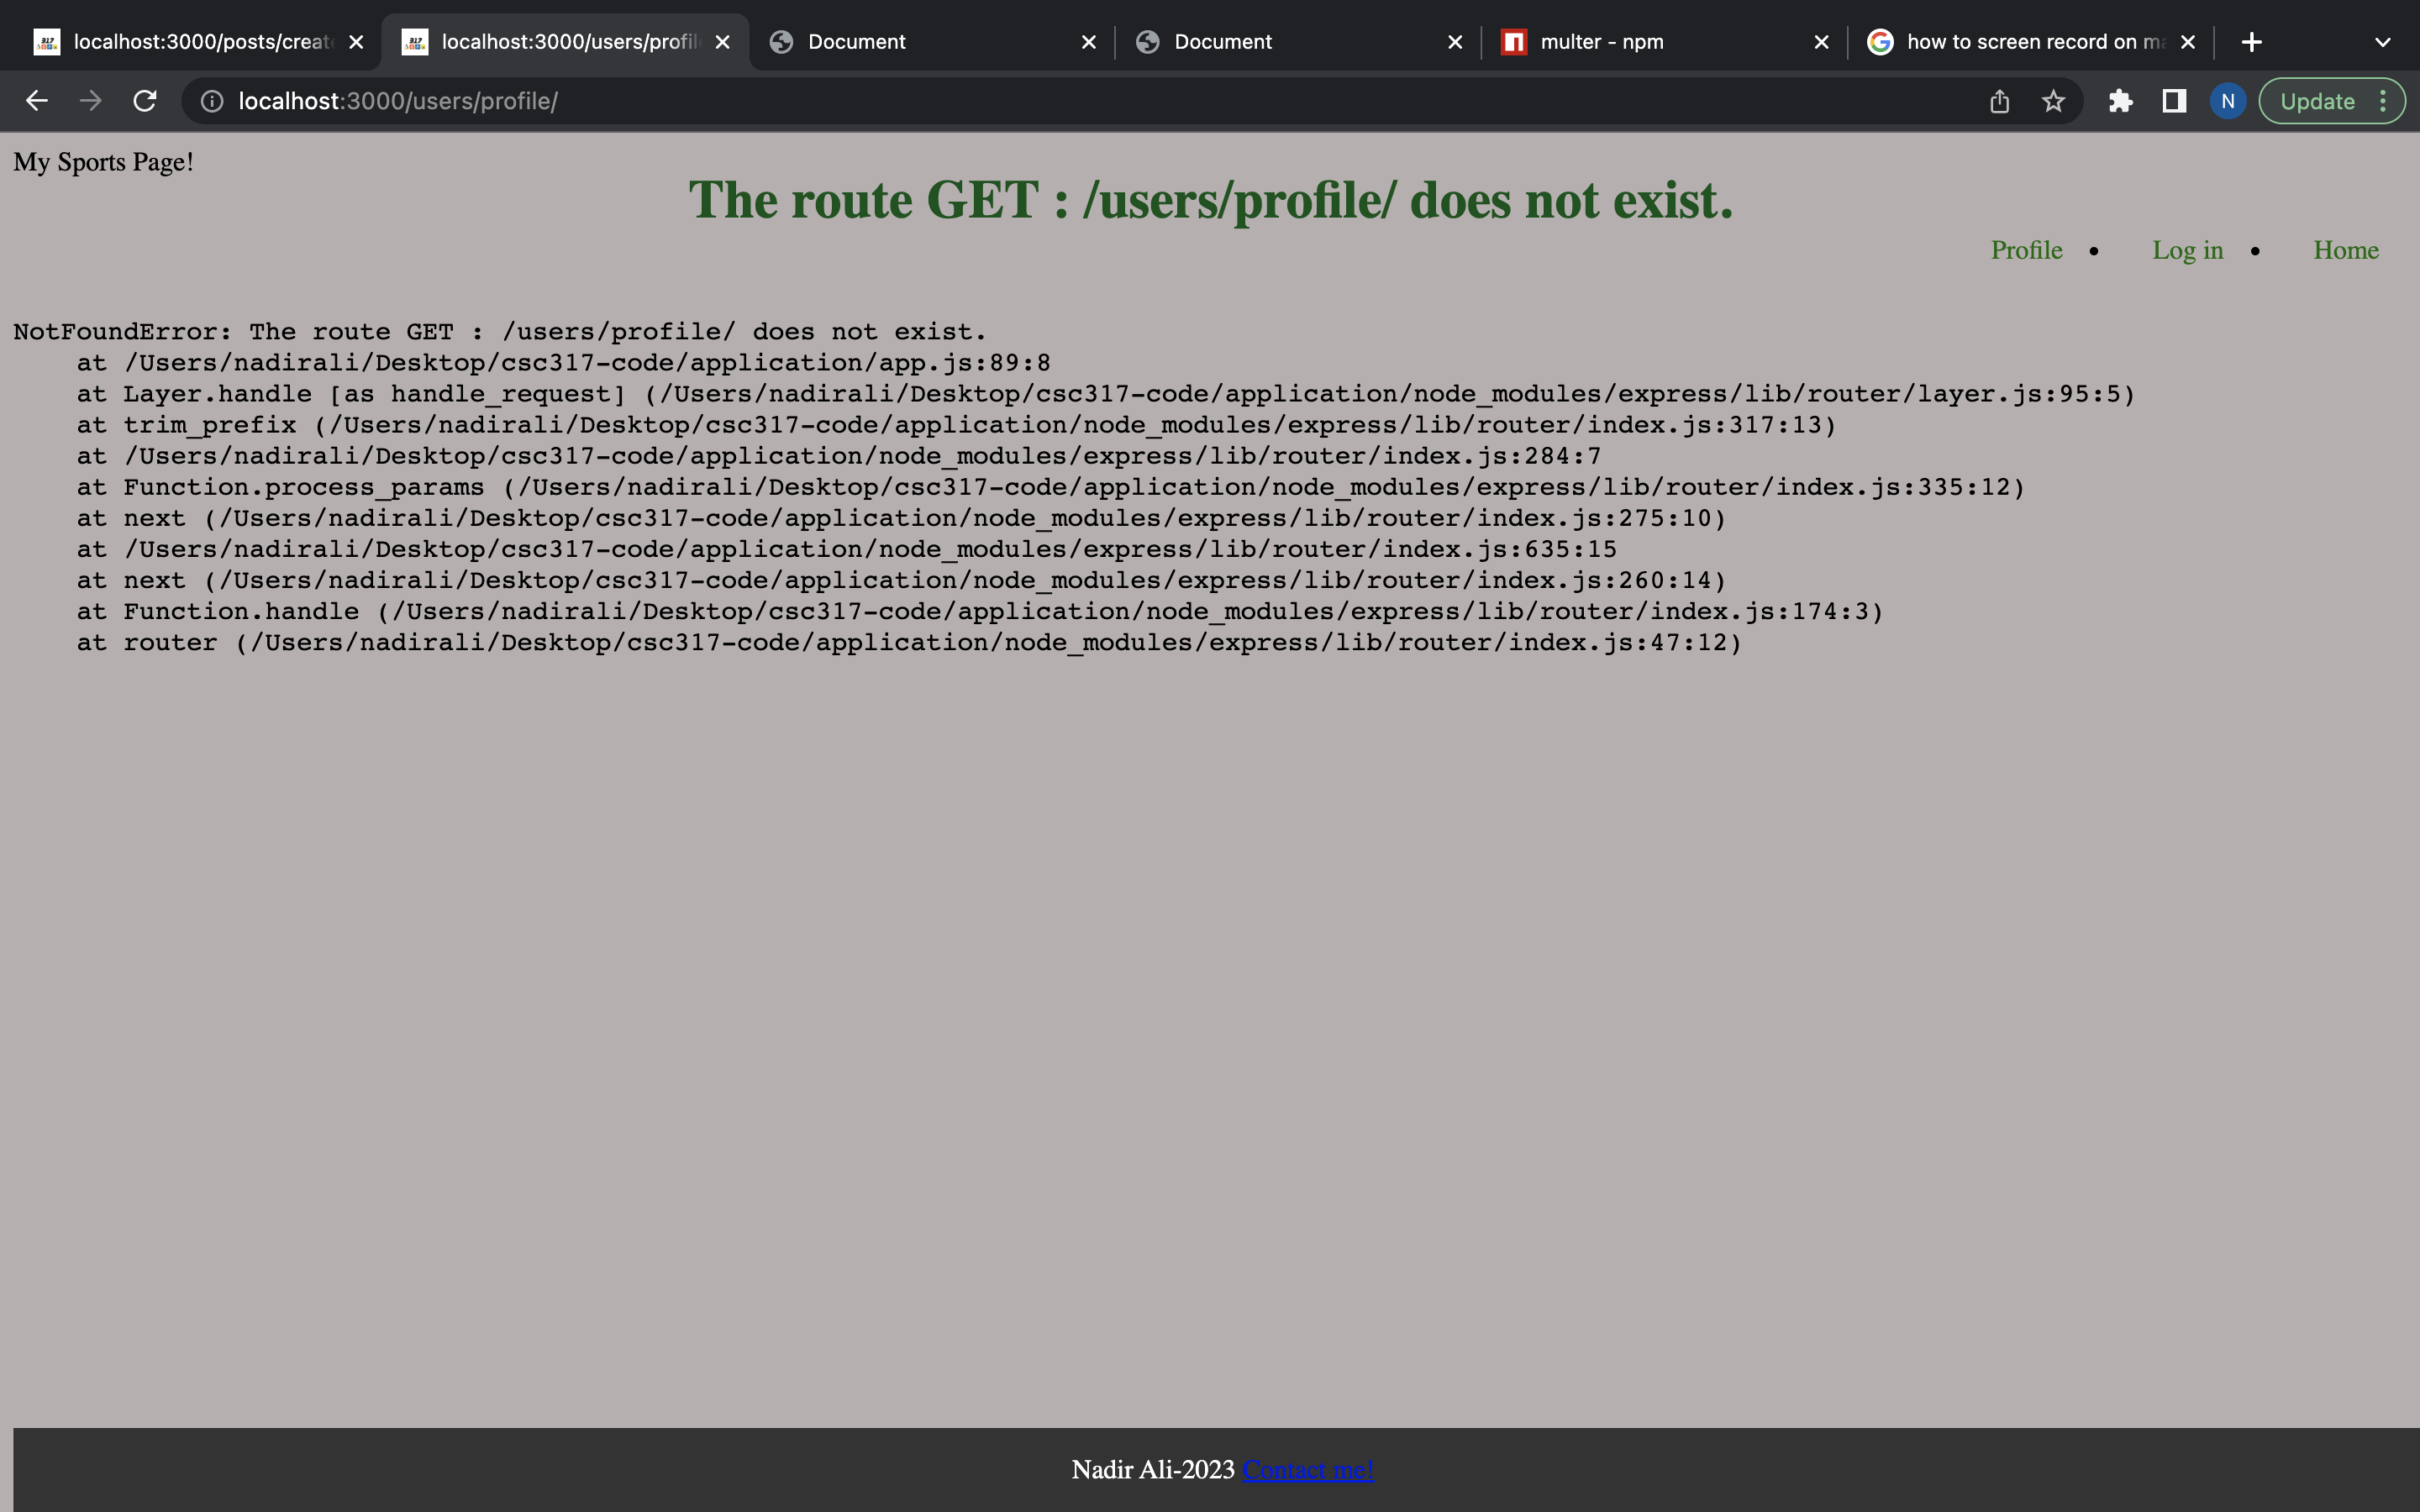 localhost:3000/posts/create
localhost:3000/users/profil
Document
Document
multer - npm
how to screen record on ma
localhost:3000/users/profile/
N
Update
My Sports Page!
The route GET : /users/profile/ does not exist.
Profile • Log in • Home
NotFoundError: The route GET : /users/profile/ does not exist.
at /Users/nadirali/Desktop/csc317-code/application/app.js:89:8
at Layer.handle [as handle_request] (/Users/nadirali/Desktop/csc317-code/application/node_modules/express/lib/router/layer.js:95:5)
at trim_prefix (/Users/nadirali/Desktop/csc317-code/application/node_modules/express/lib/router/index.js:317:13)
at /Users/nadirali/Desktop/csc317-code/application/node_modules/express/lib/router/index.js:284:7
at Function.process_params (/Users/nadirali/Desktop/csc317-code/application/node_modules/express/lib/router/index.js:335:12)
at next (/Users/nadirali/Desktop/csc317-code/application/node_modules/express/lib/router/index.js:275:10)
at /Users/nadirali/Desktop/csc317-code/application/node_modules/express/lib/router/index.js:635:15
at next (/Users/nadirali/Desktop/csc317-code/application/node_modules/express/lib/router/index.js:260:14)
at Function.handle (/Users/nadirali/Desktop/csc317-code/application/node_modules/express/lib/router/index.js:174:3)
at router (/Users/nadirali/Desktop/csc317-code/application/node_modules/express/lib/router/index.js:47:12)
Nadir Ali-2023 Contact me!